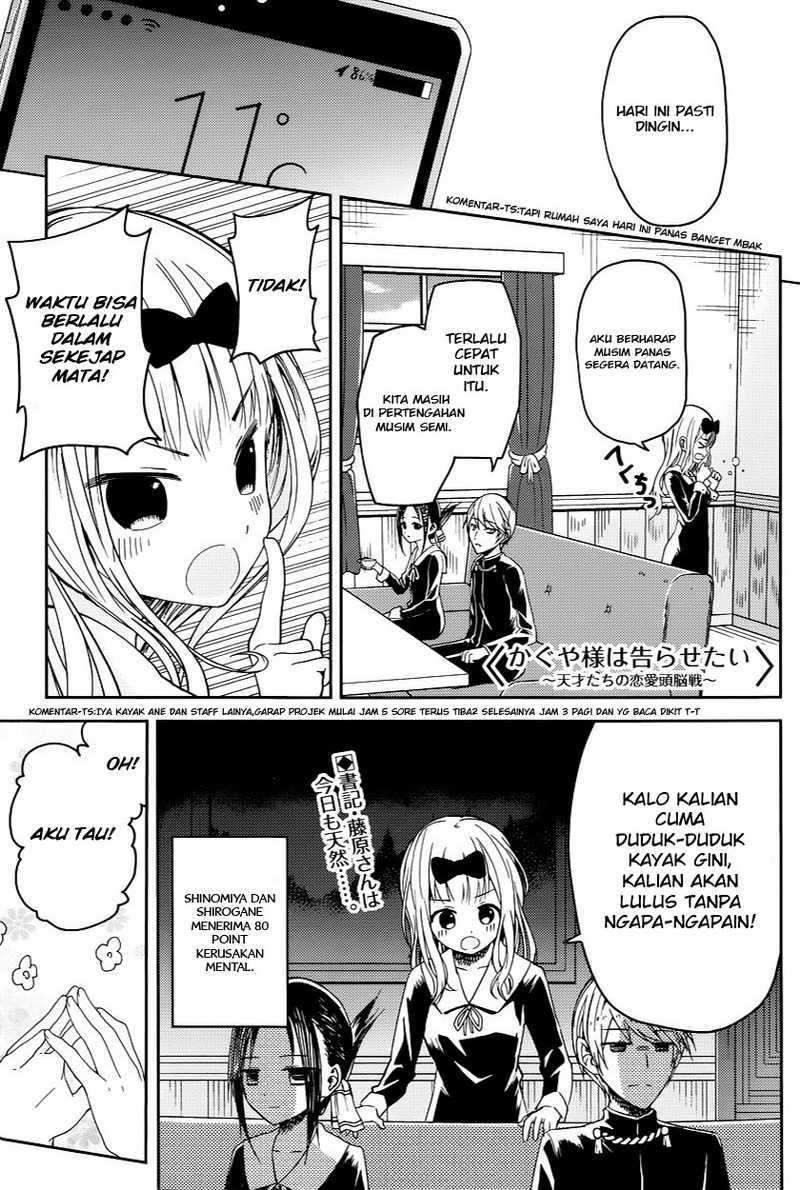 86%
11°C
HARI INI PASTI
DINGIN...
KOMENTAR-TS:TAPI RUMAH SAYA HARI INI PANAS BANGET MBAK
AKU BERHARAP
MUSIM PANAS
SEGERA DATANG.
へくちっ
TERLALU
CEPAT
UNTUK
ITU.
KITA MASIH
DI PERTENGAHAN
MUSIM SEMI.
かぐや様は告らせたい
～天才たちの恋愛頭脳戦～
TIDAK!
WAKTU BISA
BERLALU
DALAM
SEKEJAP
MATA!
KOMENTAR-TS:IYA KAYAK ANE DAN STAFF LAINYA,GARAP PROJEK MULAI JAM 5 SORE TERUS TIBA2 SELESAINYA JAM 3 PAGI DAN YG BACA DIKIT T-T
KALO KALIAN
CUMA
DUDUK-DUDUK
KAYAK GINI,
KALIAN AKAN
LULUS TANPA
NGAPA-NGAPAIN!
書記・藤原さんは
今日も天然……。
SHINOMIYA DAN
SHIROGANE
MENERIMA 80
POINT
KERUSAKAN
MENTAL.
OH!
AKU TAU!